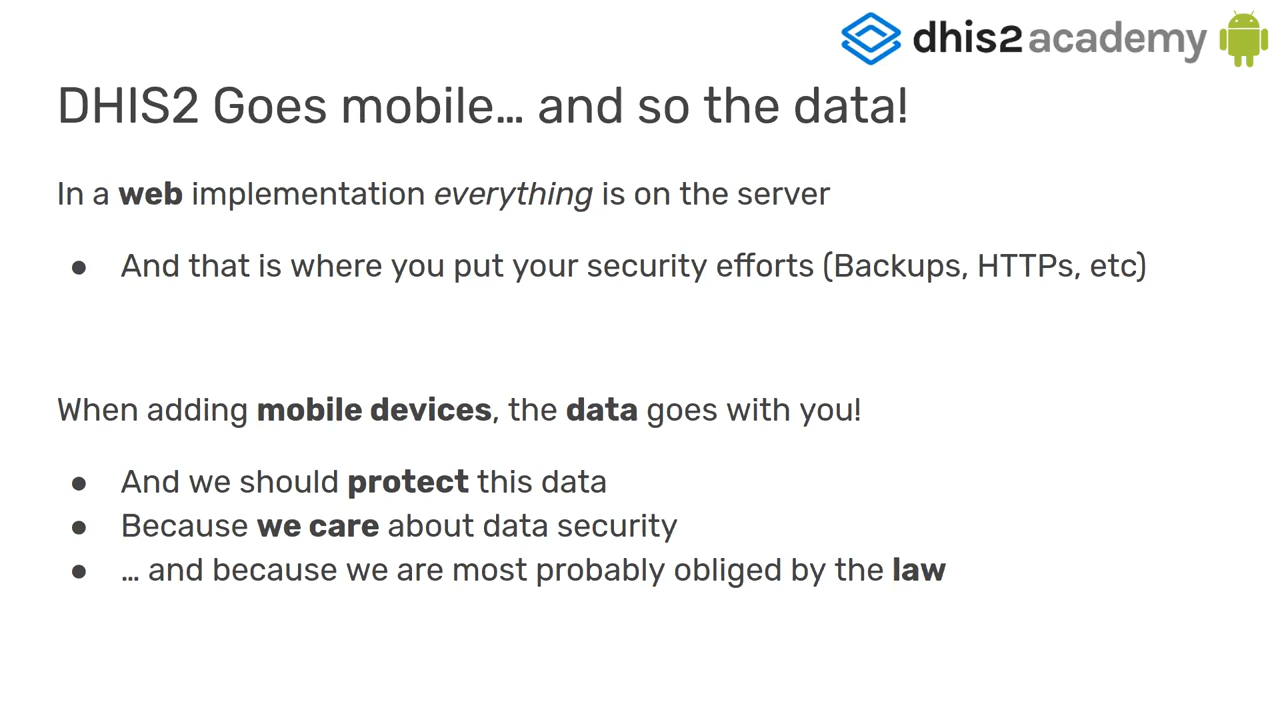 dhis2 academy
DHIS2 Goes mobile… and so the data!
In a web implementation everything is on the server
● And that is where you put your security efforts (Backups, HTTPs, etc)
When adding mobile devices, the data goes with you!
● And we should protect this data
● Because we care about data security
● … and because we are most probably obliged by the law